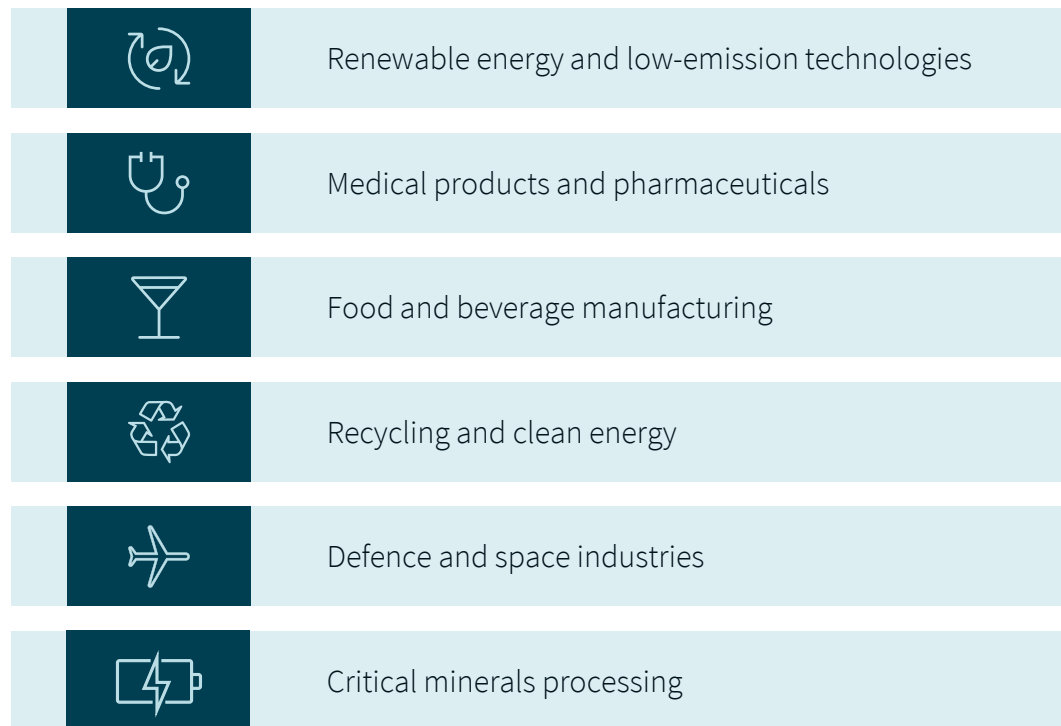 Renewable energy and low-emission technologies
Medical products and pharmaceuticals
Food and beverage manufacturing
Recycling and clean energy
Defence and space industries
Critical minerals processing